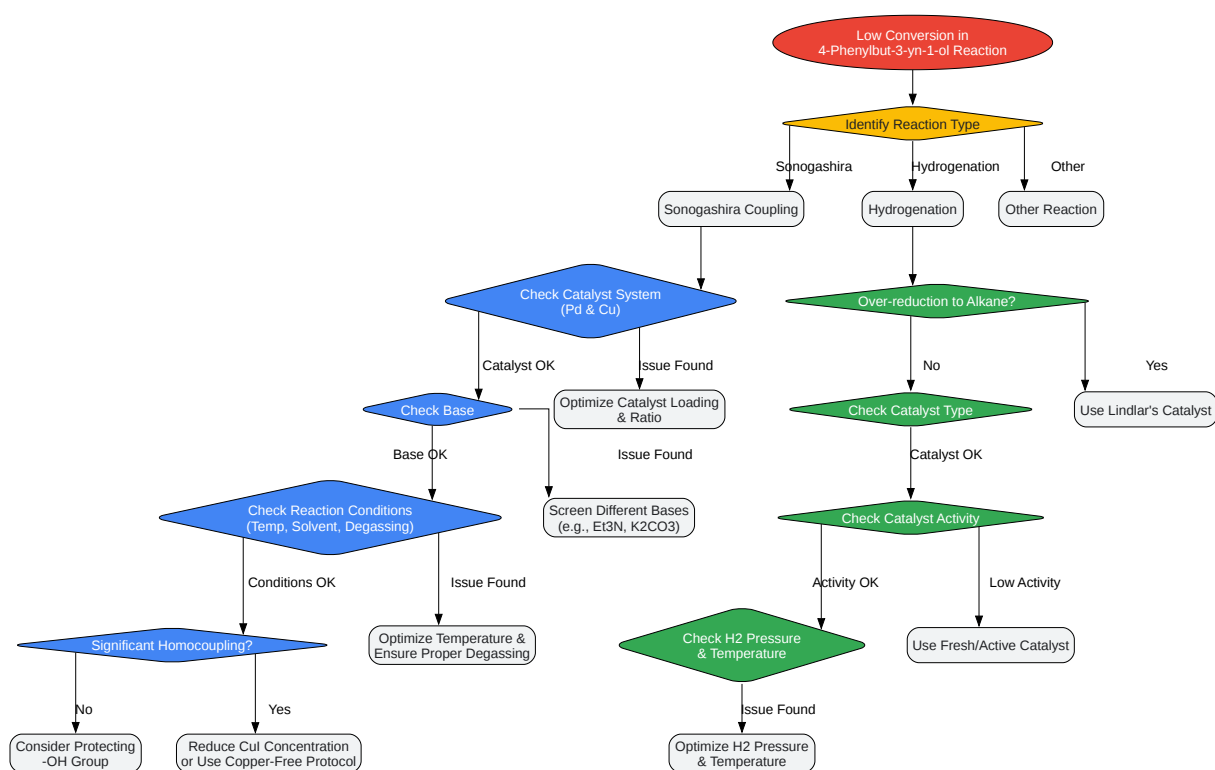 Low Conversion in
4-Phenylbut-3-yn-1-ol Reaction
Identify Reaction Type
Sonogashira
Hydrogenation
Other
Sonogashira Coupling
Hydrogenation
Other Reaction
Check Catalyst System
(Pd & Cu)
Over-reduction to Alkane?
Catalyst OK
Issue Found
No
Yes
Check Base
Optimize Catalyst Loading
& Ratio
Check Catalyst Type
Use Lindlar's Catalyst
Base OK
Issue Found
Catalyst OK
Check Reaction Conditions
(Temp, Solvent, Degassing)
Screen Different Bases
(e.g., Et3N, K2CO3)
Check Catalyst Activity
Conditions OK
Issue Found
Activity OK
Low Activity
Significant Homocoupling?
Optimize Temperature &
Ensure Proper Degassing
Check H2 Pressure
& Temperature
Use Fresh/Active Catalyst
No
Yes
Issue Found
Consider Protecting
-OH Group
Reduce CuI Concentration
or Use Copper-Free Protocol
Optimize H2 Pressure
& Temperature